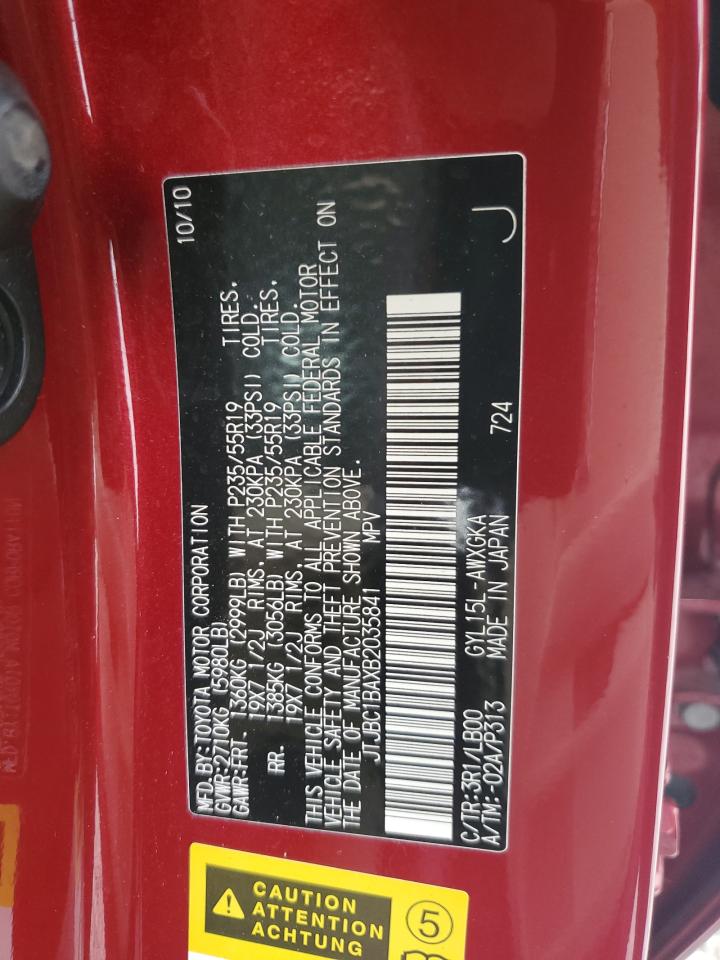 MFD.BY:TOYOTA MOTOR CORPORATION 10/10
GVWR:2710KG (5980LB)
GAWR:FRT. 1360KG (2999LB) WITH P235/55R19 TIRES,
19X7 1/2J RIMS, AT 230KPA (33PSI) COLD.
RR. 1385KG (3056LB) WITH P235/55R19 TIRES,
19X7 1/2J RIMS, AT 230KPA (33PSI) COLD.
THIS VEHICLE CONFORMS TO ALL APPLICABLE FEDERAL MOTOR
VEHICLE SAFETY AND THEFT PREVENTION STANDARDS IN EFFECT ON
THE DATE OF MANUFACTURE SHOWN ABOVE.
JTJBC1BAXB2035841 MPV
C/TR:3R1/LB00 GYL15L-AWXGKA 724
A/TM:-02A/P313 MADE IN JAPAN
J
CAUTION
ATTENTION
ACHTUNG
5